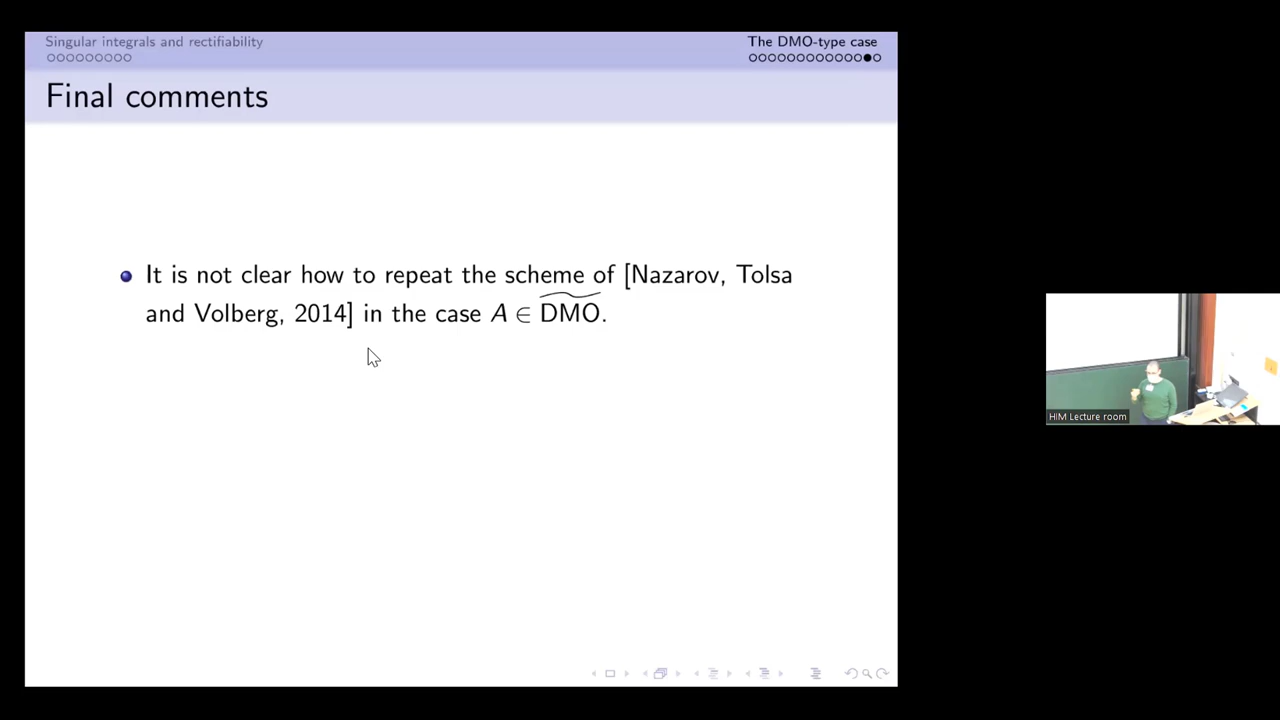 Singular integrals and rectifiability
The DMO-type case
Final comments
It is not clear how to repeat the scheme of [Nazarov, Tolsa
and Volberg, 2014] in the case A ∈ D͠M͠O͠.
HIM Lecture room